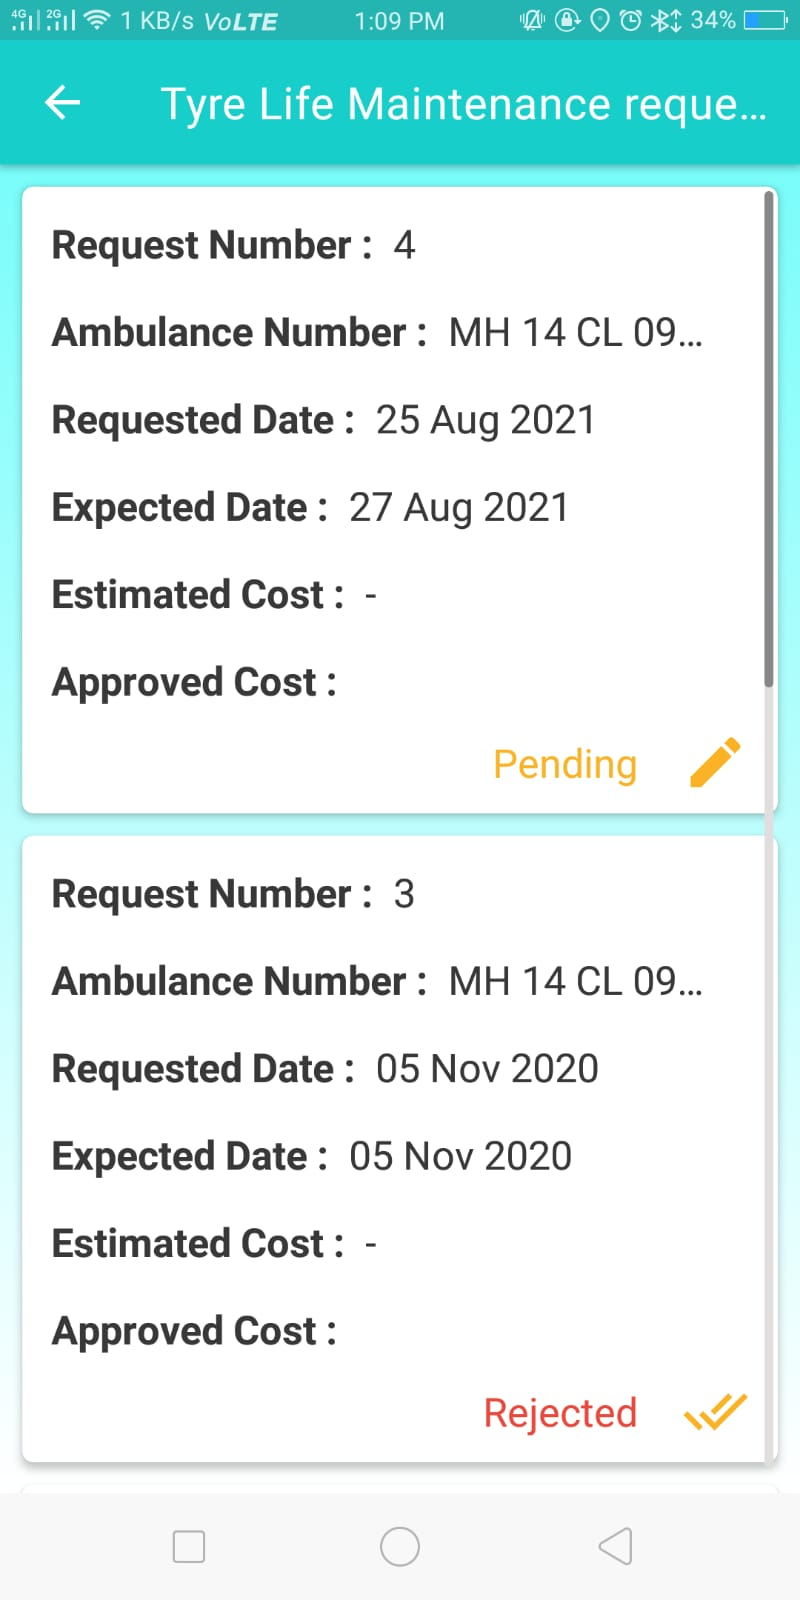 4G 2G 1 KB/s VoLTE 1:09 PM 34%
Tyre Life Maintenance reque...
Request Number : 4
Ambulance Number : MH 14 CL 09...
Requested Date : 25 Aug 2021
Expected Date : 27 Aug 2021
Estimated Cost : -
Approved Cost :
Pending
Request Number : 3
Ambulance Number : MH 14 CL 09...
Requested Date : 05 Nov 2020
Expected Date : 05 Nov 2020
Estimated Cost : -
Approved Cost :
Rejected